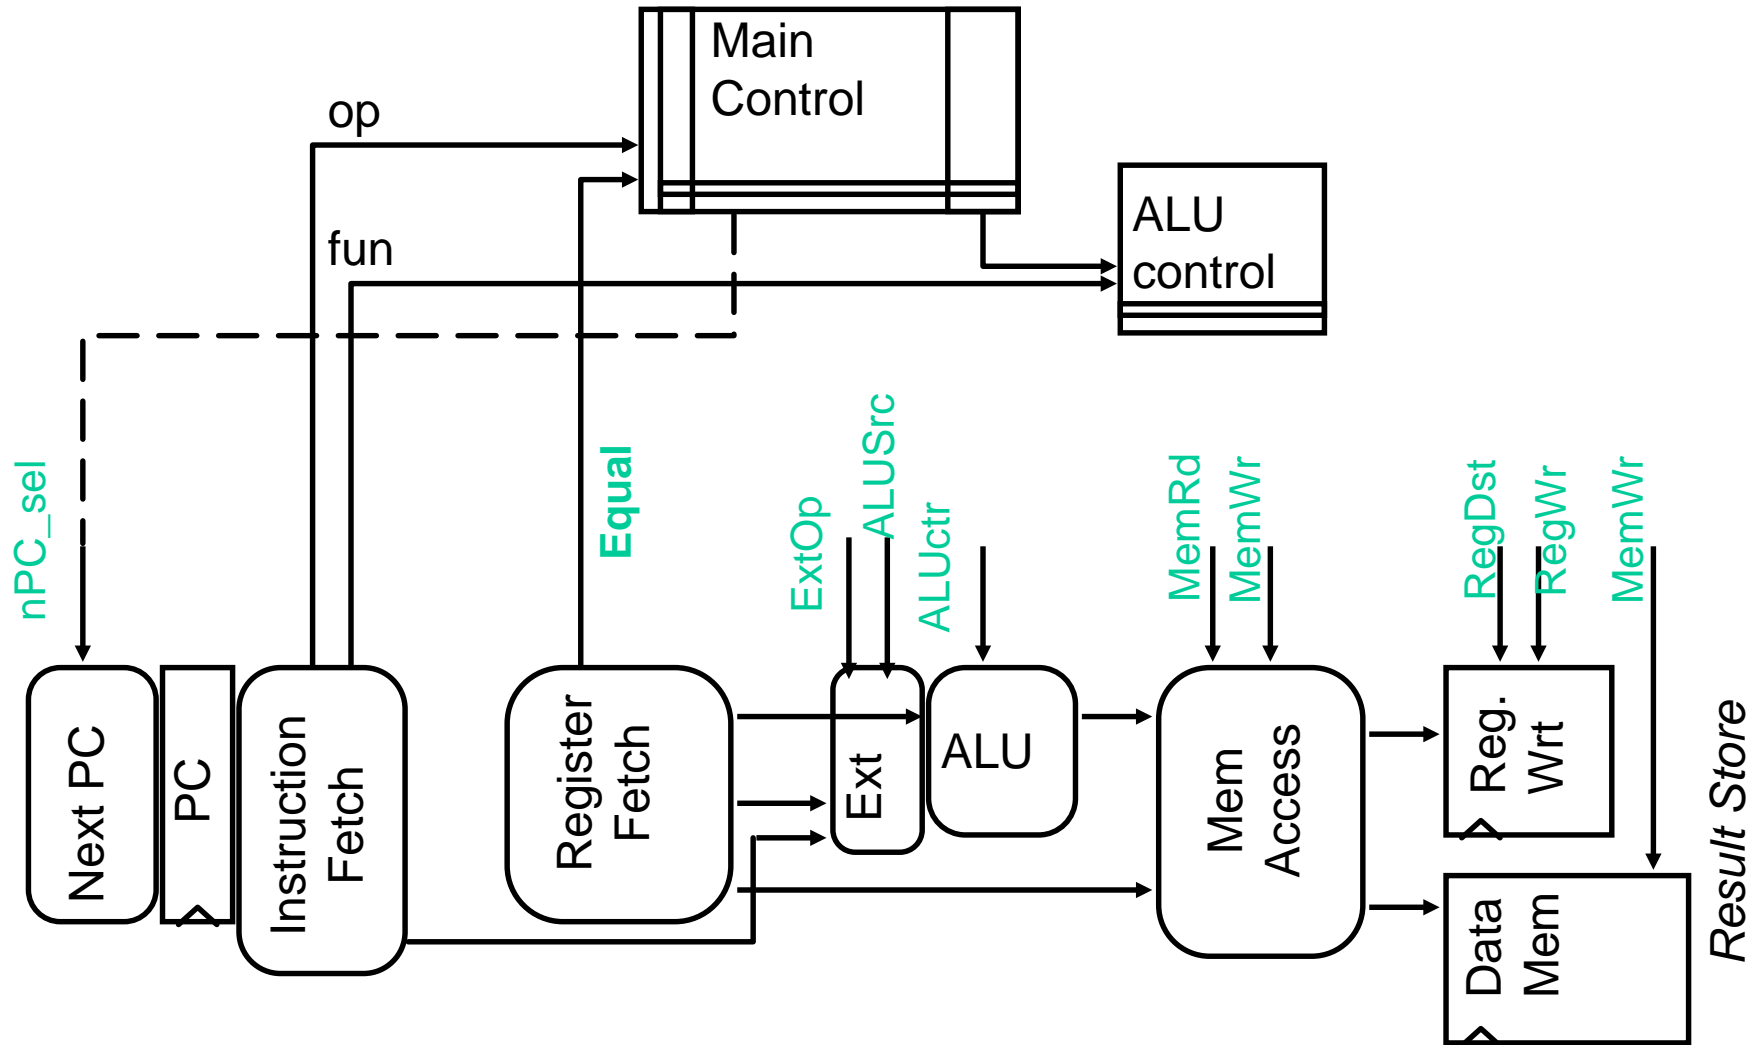 Main
Control
op
ALU
control
fun
nPC_sel
Equal
ExtOp
ALUSrc
ALUctr
MemRd
MemWr
RegDst
RegWr
MemWr
Next PC
PC
Instruction
Fetch
Register
Fetch
Ext
ALU
Mem
Access
Reg.
Wrt
Data
Mem
Result Store